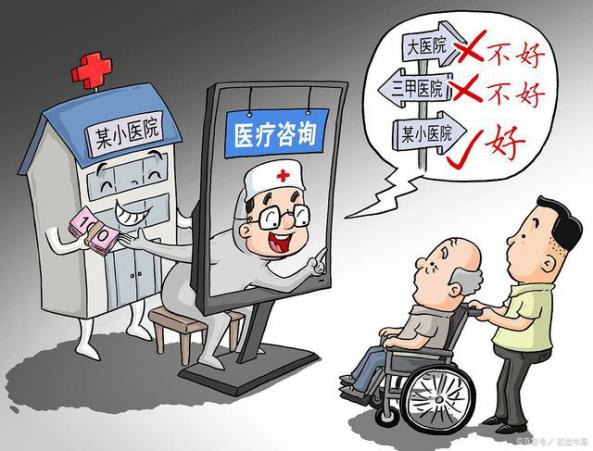 某小医院
10
医疗咨询
大医院 不好
三甲医院 不好
某小医院 好